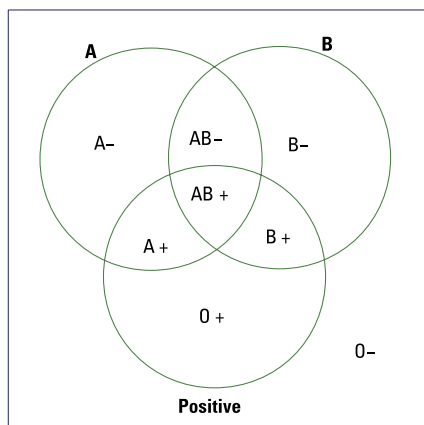 A
B
A–
AB–
B–
AB +
A +
B +
O +
O–
Positive